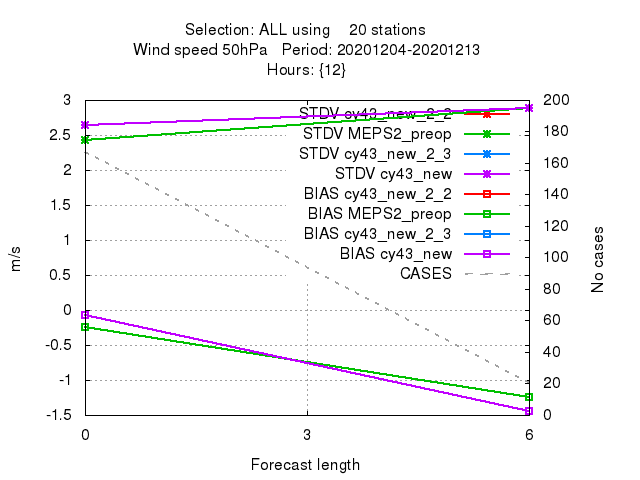 Selection: ALL using 20 stations
Wind speed 50hPa Period: 20201204-20201213
Hours: {12}
STDV cy43_new_2_2
STDV MEPS2_preop
STDV cy43_new_2_3
STDV cy43_new
BIAS cy43_new_2_2
BIAS MEPS2_preop
BIAS cy43_new_2_3
BIAS cy43_new
CASES
3
2.5
2
1.5
1
0.5
0
-0.5
-1
-1.5
m/s
200
180
160
140
120
100
80
60
40
20
0
No cases
0 3 6
Forecast length